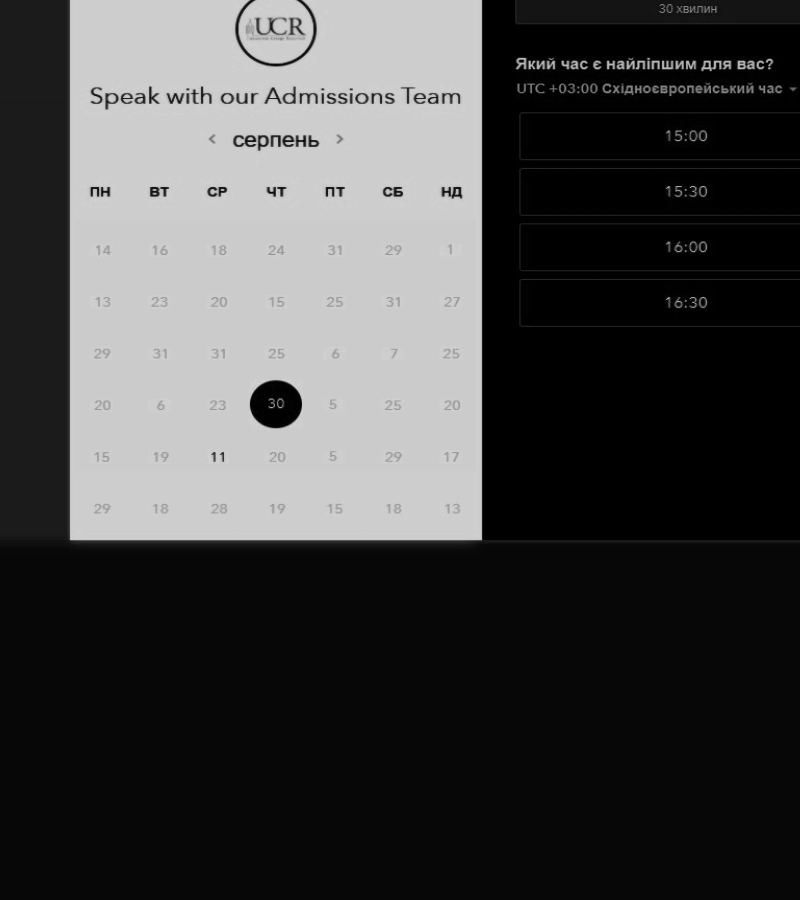 UCR
30 хвилин
Speak with our Admissions Team
серпень
ПН ВТ СР ЧТ ПТ СБ НД
14 16 18 24 31 29 1
13 23 20 15 25 31 27
29 31 31 25 6 7 25
20 6 23 30 5 25 20
15 19 11 20 5 29 17
29 18 28 19 15 18 13
Який час є найліпшим для вас?
UTC +03:00 Східноєвропейський час
15:00
15:30
16:00
16:30